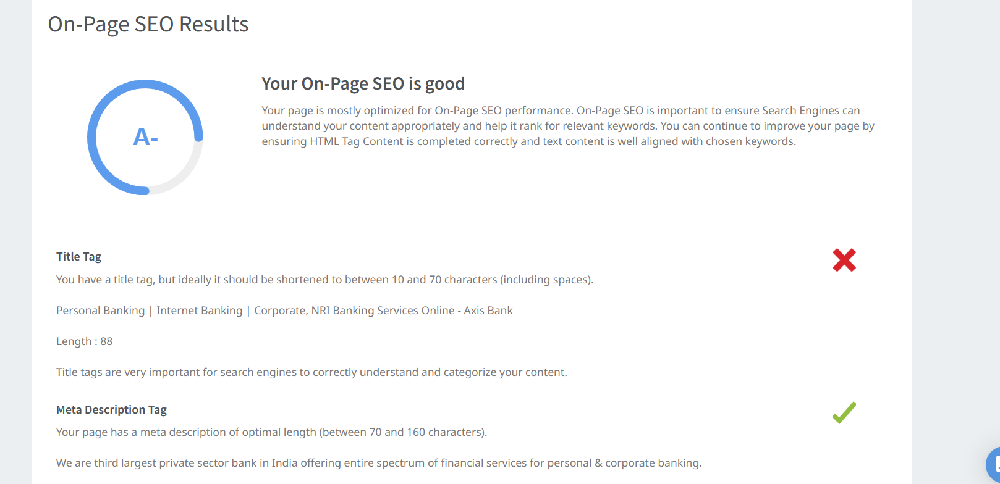 On-Page SEO Results
A-
Your On-Page SEO is good
Your page is mostly optimized for On-Page SEO performance. On-Page SEO is important to ensure Search Engines can
understand your content appropriately and help it rank for relevant keywords. You can continue to improve your page by
ensuring HTML Tag Content is completed correctly and text content is well aligned with chosen keywords.
Title Tag
You have a title tag, but ideally it should be shortened to between 10 and 70 characters (including spaces).
Personal Banking | Internet Banking | Corporate, NRI Banking Services Online - Axis Bank
Length : 88
Title tags are very important for search engines to correctly understand and categorize your content.
Meta Description Tag
Your page has a meta description of optimal length (between 70 and 160 characters).
We are third largest private sector bank in India offering entire spectrum of financial services for personal & corporate banking.